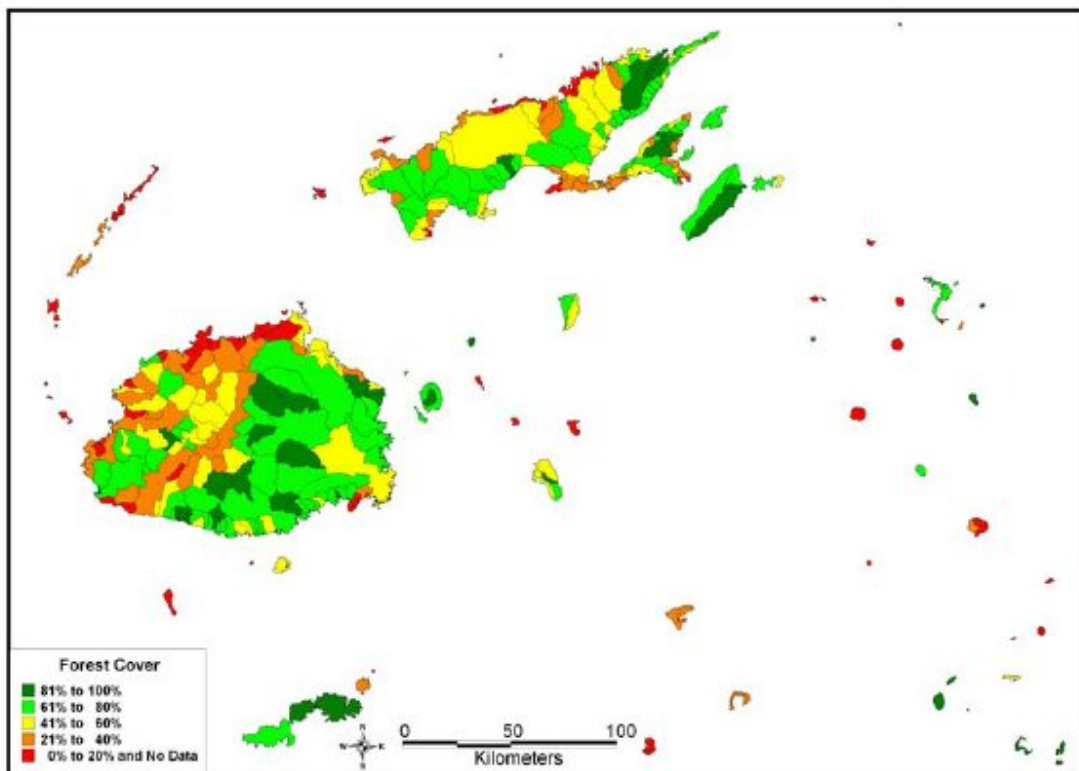 Forest Cover
81% to 100%
61% to 80%
41% to 60%
21% to 40%
0% to 20% and No Data
N
W E
S
0 50 100
Kilometers